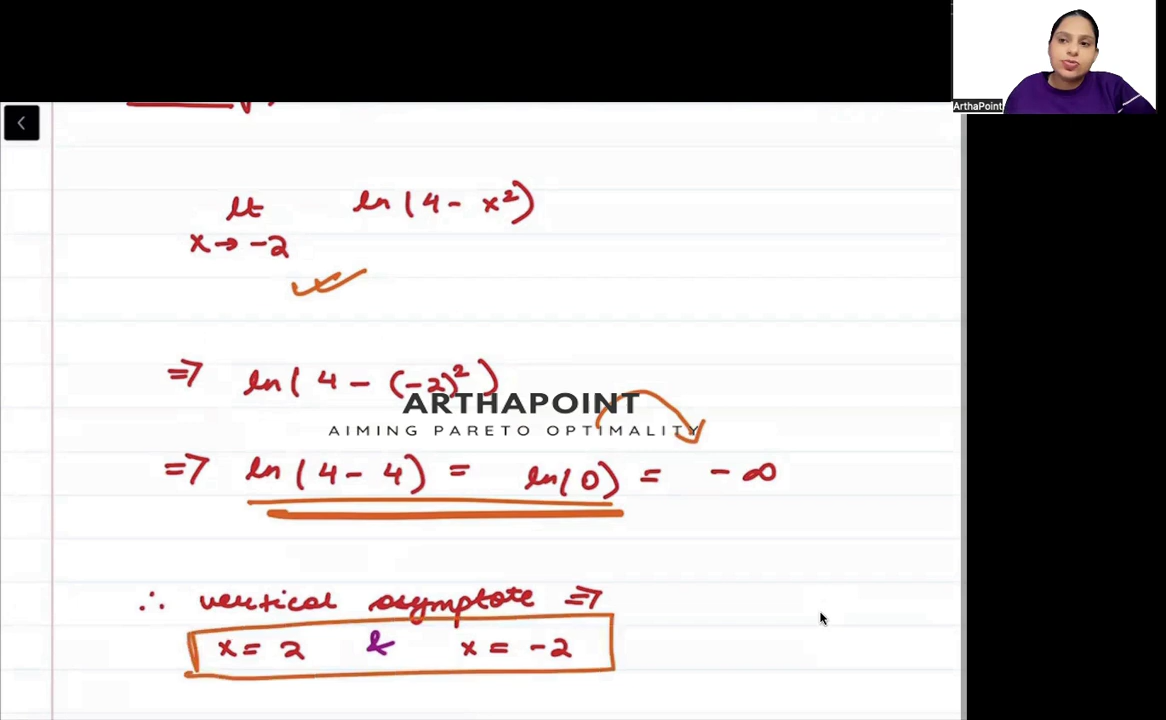 ArthaPoint
lt ln(4 - x²)
x → -2
⇒ ln(4 - (-2)²)
ARTHAPOINT
AIMING PARETO OPTIMALITY
⇒ ln(4 - 4) = ln(0) = - ∞
∴ vertical asymptote ⇒
x = 2 & x = -2